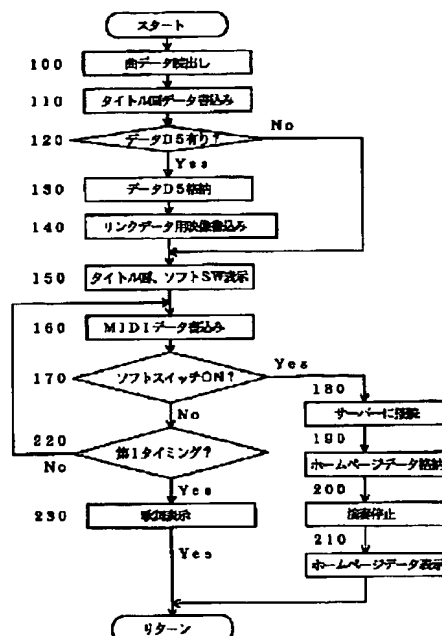 スタート
100
曲データ読出し
110
タイトル画データ書込み
120
データD5有り?
No
Yes
130
データD5格納
140
リンクデータ用映像書込み
150
タイトル画、ソフトSW表示
160
MIDIデータ書込み
170
ソフトスイッチON?
Yes
No
180
サーバーに接続
190
ホームページデータ格納
200
演奏停止
210
ホームページデータ表示
220
第1タイミング?
No
Yes
230
歌詞表示
Yes
リターン